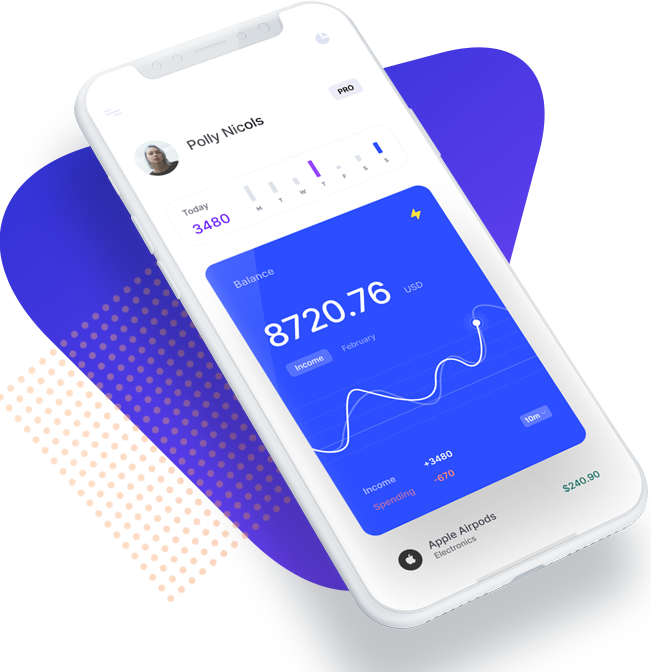 PRO
Polly Nicols
Today
3480
M T W T F S S
Balance
8720.76 USD
Income February
10m
Income +3480
Spending -670
$240.90
Apple Airpods
Electronics